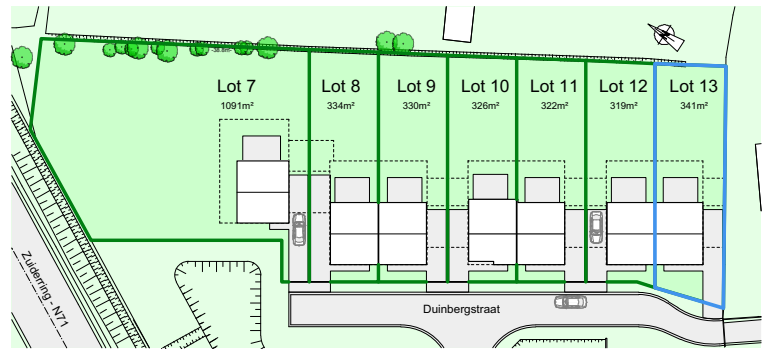 Lot 7
1091m²
Lot 8
334m²
Lot 9
330m²
Lot 10
326m²
Lot 11
322m²
Lot 12
319m²
Lot 13
341m²
Zuiderring - N71
Duinbergstraat